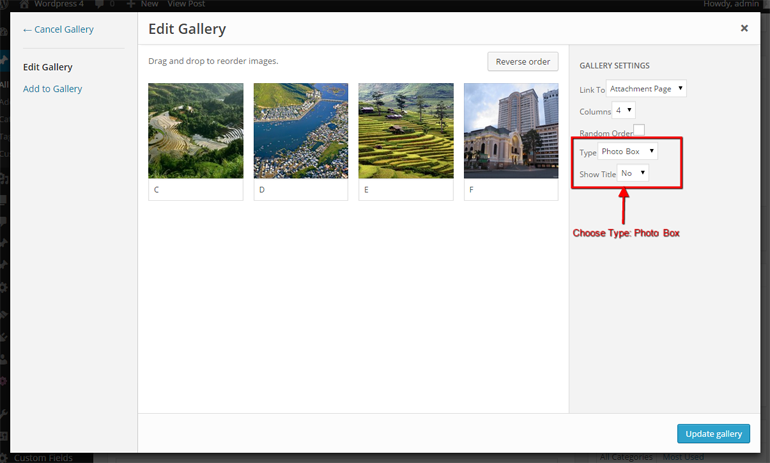 Wordpress 4 0 + New View Post Howdy, admin
← Cancel Gallery
Edit Gallery
Add to Gallery
Edit Gallery
×
Drag and drop to reorder images.
Reverse order
C
D
E
F
GALLERY SETTINGS
Link To Attachment Page
Columns 4
Random Order
Type Photo Box
Show Title No
Choose Type: Photo Box
Update gallery
Custom Fields
All Categories Most Used